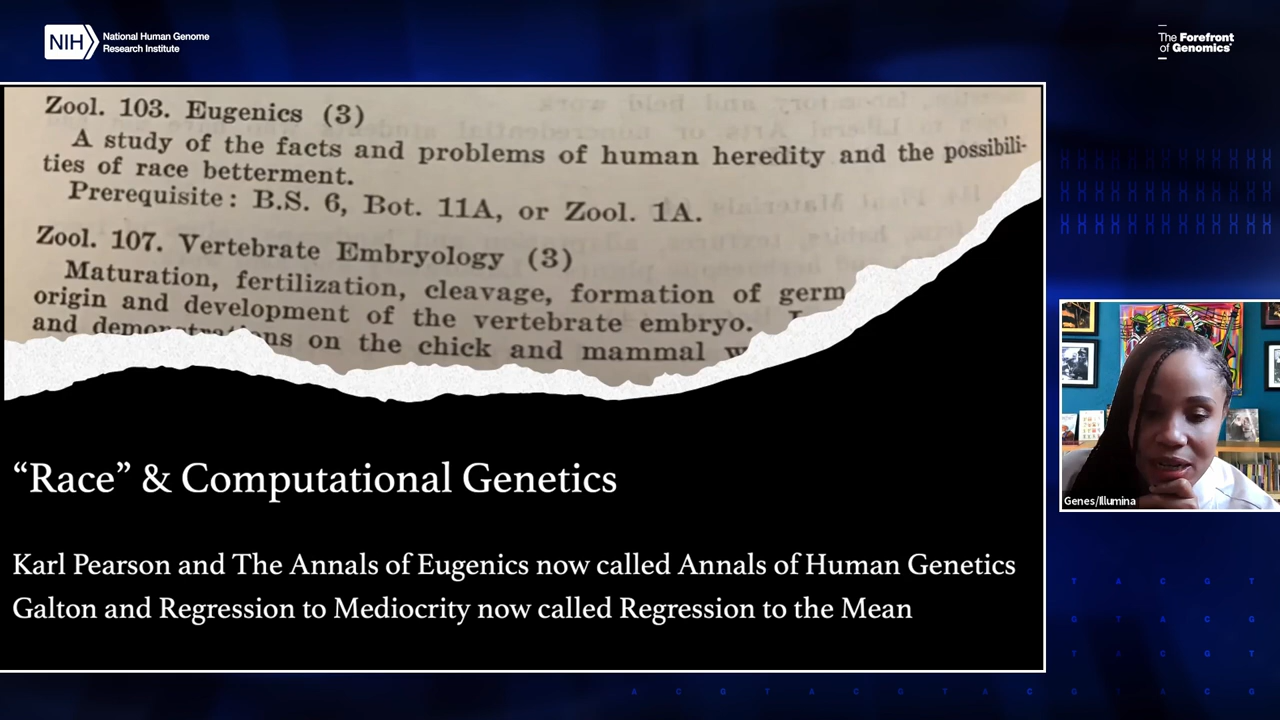 NIH
National Human Genome
Research Institute
The Forefront
of Genomics®
Zool. 103. Eugenics (3)
A study of the facts and problems of human heredity and the possibili-
ties of race betterment.
Prerequisite: B.S. 6, Bot. 11A, or Zool. 1A.
Zool. 107. Vertebrate Embryology (3)
Maturation, fertilization, cleavage, formation of germ
origin and development of the vertebrate embryo.
and demonstrations on the chick and mammal
“Race” & Computational Genetics
Karl Pearson and The Annals of Eugenics now called Annals of Human Genetics
Galton and Regression to Mediocrity now called Regression to the Mean
Genes/Illumina
T A C G T
G T A C G
T A C G T
A C G T A C G T A C G T A C G